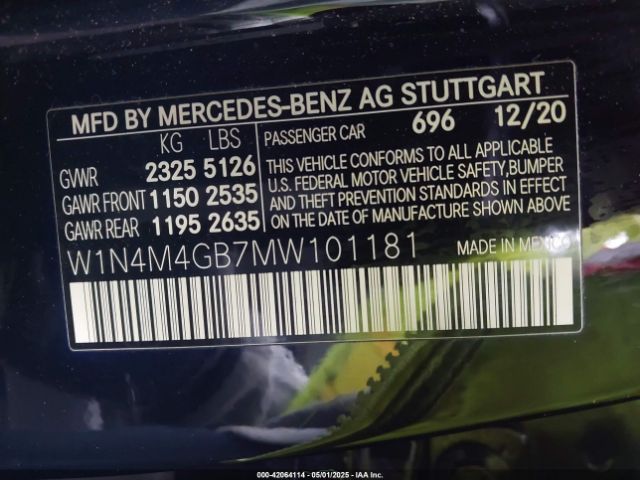 MFD BY MERCEDES-BENZ AG STUTTGART
KG LBS
GVWR 2325 5126
GAWR FRONT 1150 2535
GAWR REAR 1195 2635
PASSENGER CAR 696 12/20
THIS VEHICLE CONFORMS TO ALL APPLICABLE
U.S. FEDERAL MOTOR VEHICLE SAFETY,BUMPER
AND THEFT PREVENTION STANDARDS IN EFFECT
ON THE DATE OF MANUFACTURE SHOWN ABOVE
W1N4M4GB7MW101181
MADE IN MEXICO
000-42064114 - 05/01/2025 - IAA Inc.